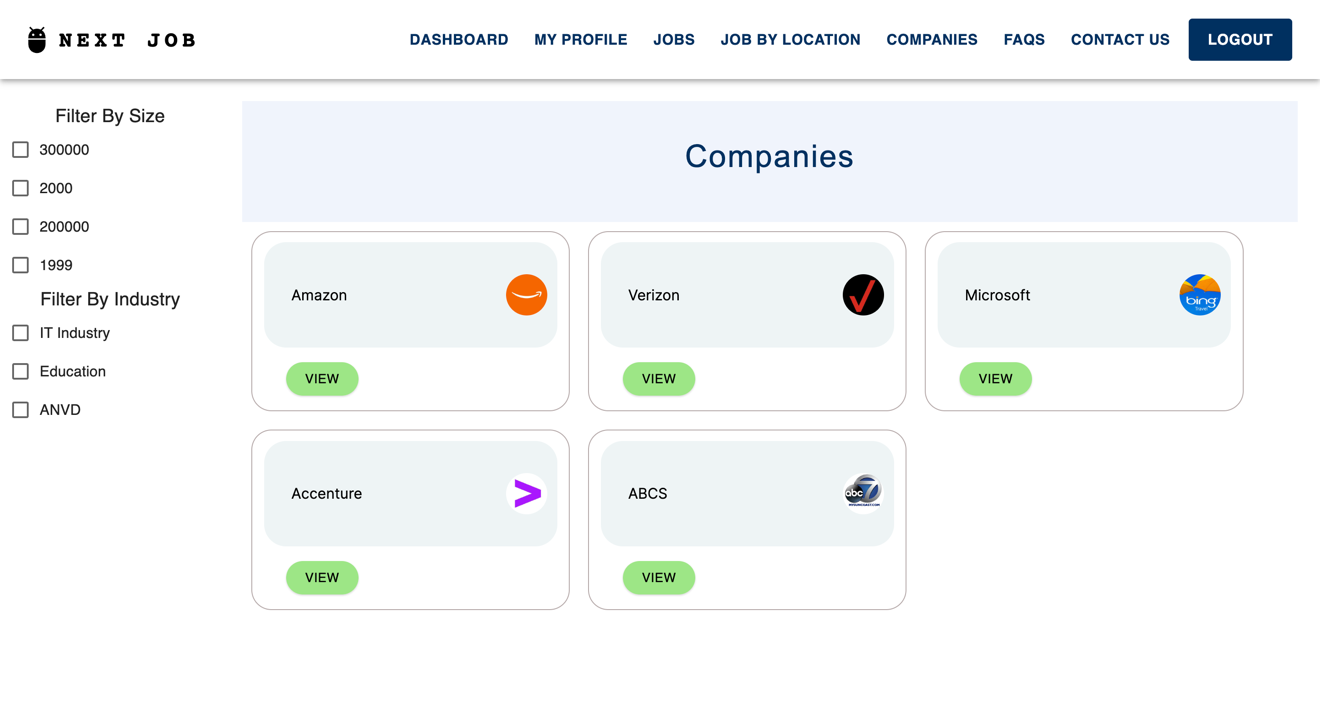 NEXT JOB
DASHBOARD MY PROFILE JOBS JOB BY LOCATION COMPANIES FAQS CONTACT US LOGOUT
Filter By Size
300000
2000
200000
1999
Filter By Industry
IT Industry
Education
ANVD
Companies
Amazon
VIEW
Verizon
VIEW
Microsoft
bing
Travel
VIEW
Accenture
VIEW
ABCS
abc 7
VIEW